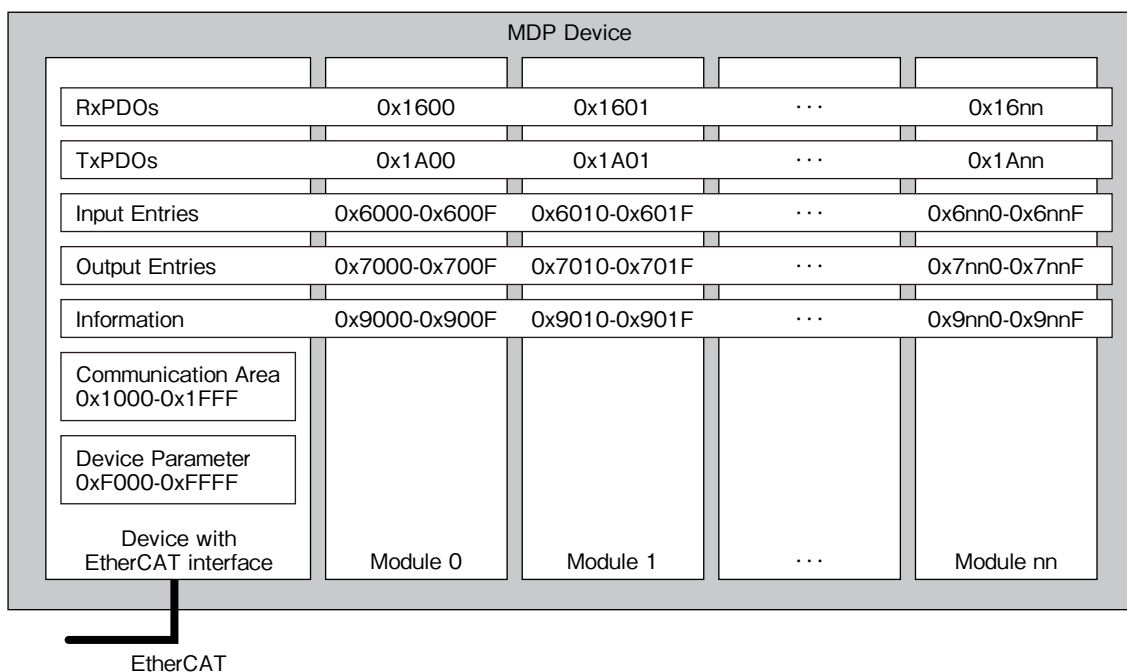 MDP Device
RxPDOs 0x1600 0x1601 ··· 0x16nn
TxPDOs 0x1A00 0x1A01 ··· 0x1Ann
Input Entries 0x6000-0x600F 0x6010-0x601F ··· 0x6nn0-0x6nnF
Output Entries 0x7000-0x700F 0x7010-0x701F ··· 0x7nn0-0x7nnF
Information 0x9000-0x900F 0x9010-0x901F ··· 0x9nn0-0x9nnF
Communication Area
0x1000-0x1FFF
Device Parameter
0xF000-0xFFFF
Device with
EtherCAT interface
Module 0 Module 1 ··· Module nn
EtherCAT